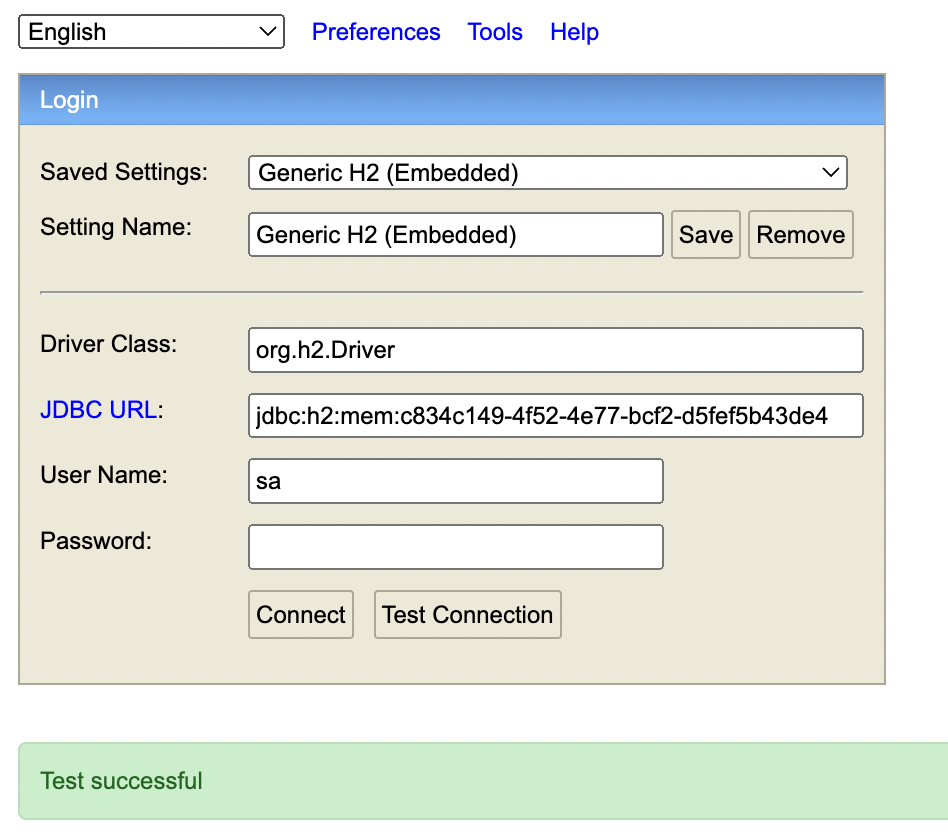 English Preferences Tools Help
Login
Saved Settings: Generic H2 (Embedded)
Setting Name: Generic H2 (Embedded) Save Remove
Driver Class: org.h2.Driver
JDBC URL: jdbc:h2:mem:c834c149-4f52-4e77-bcf2-d5fef5b43de4
User Name: sa
Password:
Connect Test Connection
Test successful